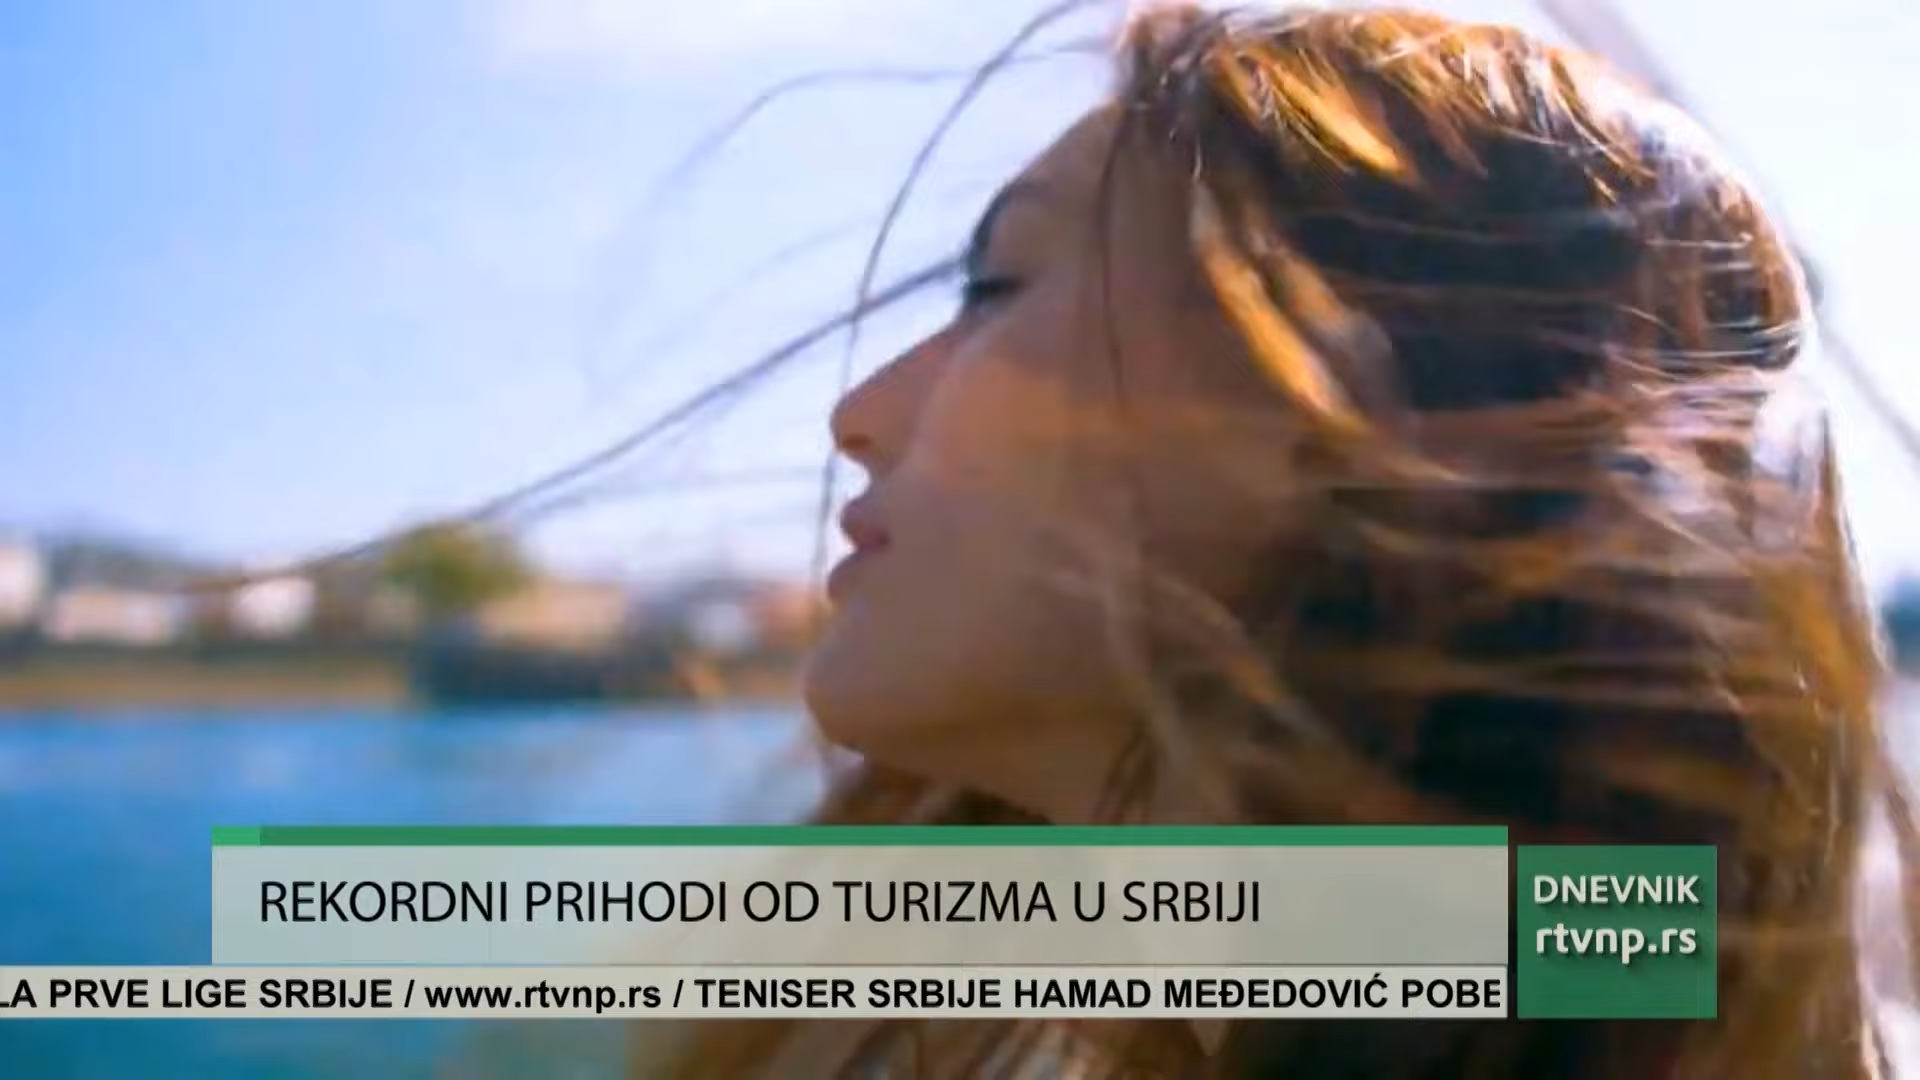 REKORDNI PRIHODI OD TURIZMA U SRBIJI
DNEVNIK
rtvnp.rs
LA PRVE LIGE SRBIJE / www.rtvnp.rs / TENISER SRBIJE HAMAD MEĐEDOVIĆ POBE